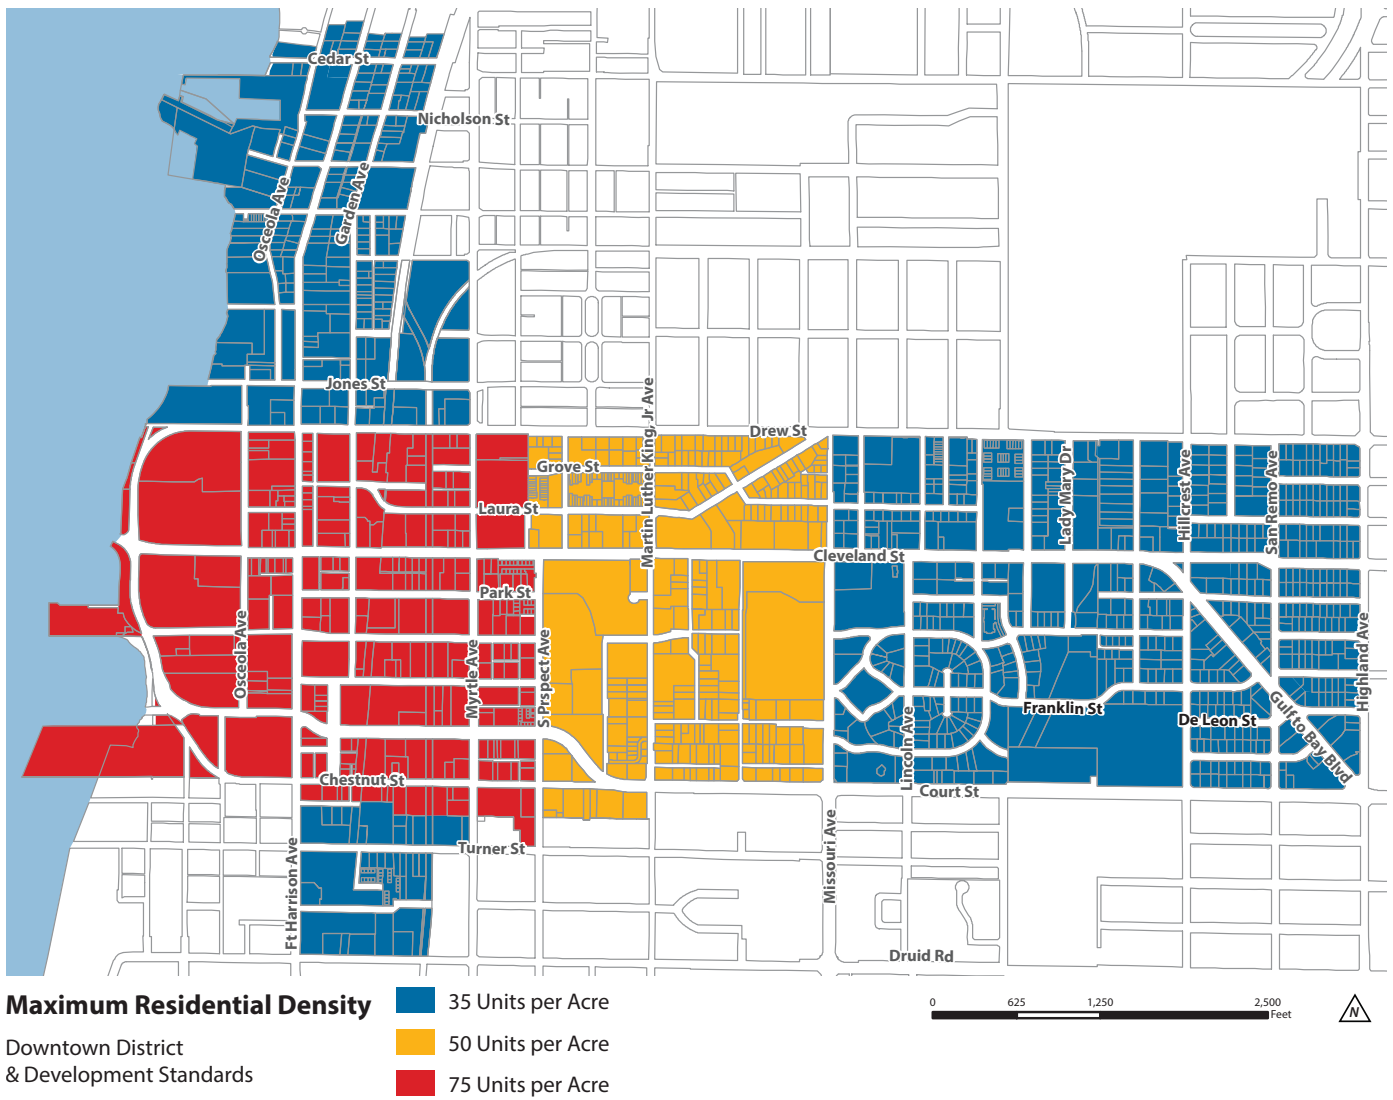 Cedar St
Nicholson St
Osceola Ave
Garden Ave
Jones St
Martin Luther King, Jr Ave
Drew St
Grove St
Laura St
Lady Mary Dr
Hillcrest Ave
San Remo Ave
Cleveland St
Park St
Osceola Ave
Myrtle Ave
S Prspect Ave
Highland Ave
Franklin St
De Leon St
Gulf to Bay Blvd
Lincoln Ave
Chestnut St
Court St
Ft Harrison Ave
Turner St
Missouri Ave
Druid Rd
Maximum Residential Density
Downtown District
& Development Standards
35 Units per Acre
50 Units per Acre
75 Units per Acre
0 625 1,250 2,500
Feet
N